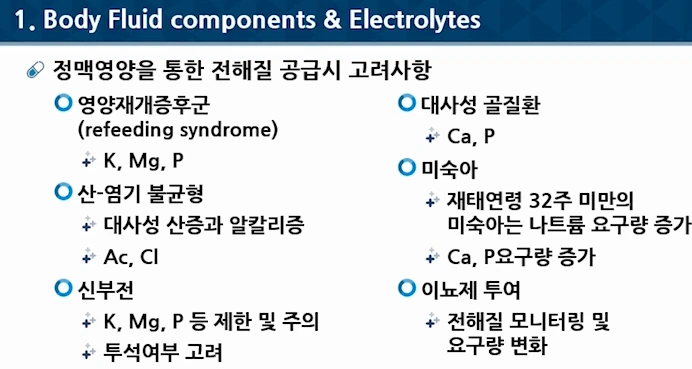 1. Body Fluid components & Electrolytes
정맥영양을 통한 전해질 공급시 고려사항
영양재개증후군
(refeeding syndrome)
K, Mg, P
산-염기 불균형
대사성 산증과 알칼리증
Ac, Cl
신부전
K, Mg, P 등 제한 및 주의
투석여부 고려
대사성 골질환
Ca, P
미숙아
재태연령 32주 미만의
미숙아는 나트륨 요구량 증가
Ca, P요구량 증가
이뇨제 투여
전해질 모니터링 및
요구량 변화